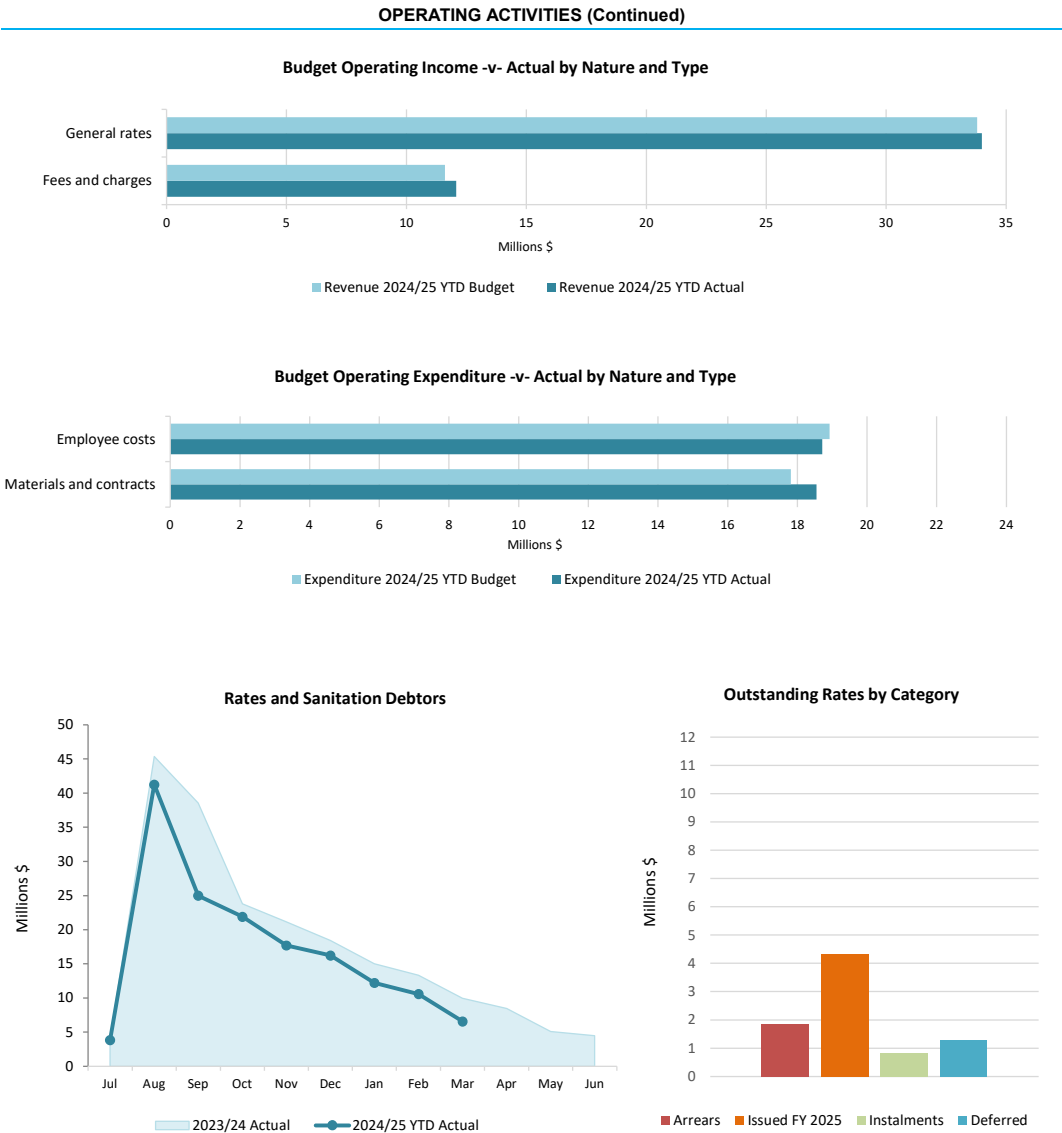 OPERATING ACTIVITIES (Continued)
Budget Operating Income -v- Actual by Nature and Type
General rates
Fees and charges
0 5 10 15 20 25 30 35
Millions $
Revenue 2024/25 YTD Budget Revenue 2024/25 YTD Actual
Budget Operating Expenditure -v- Actual by Nature and Type
Employee costs
Materials and contracts
0 2 4 6 8 10 12 14 16 18 20 22 24
Millions $
Expenditure 2024/25 YTD Budget Expenditure 2024/25 YTD Actual
Rates and Sanitation Debtors
50
45
40
35
30
25
20
15
10
5
0
Millions $
Jul Aug Sep Oct Nov Dec Jan Feb Mar Apr May Jun
2023/24 Actual 2024/25 YTD Actual
Outstanding Rates by Category
12
11
10
9
8
7
6
5
4
3
2
1
0
Millions $
Arrears Issued FY 2025 Instalments Deferred